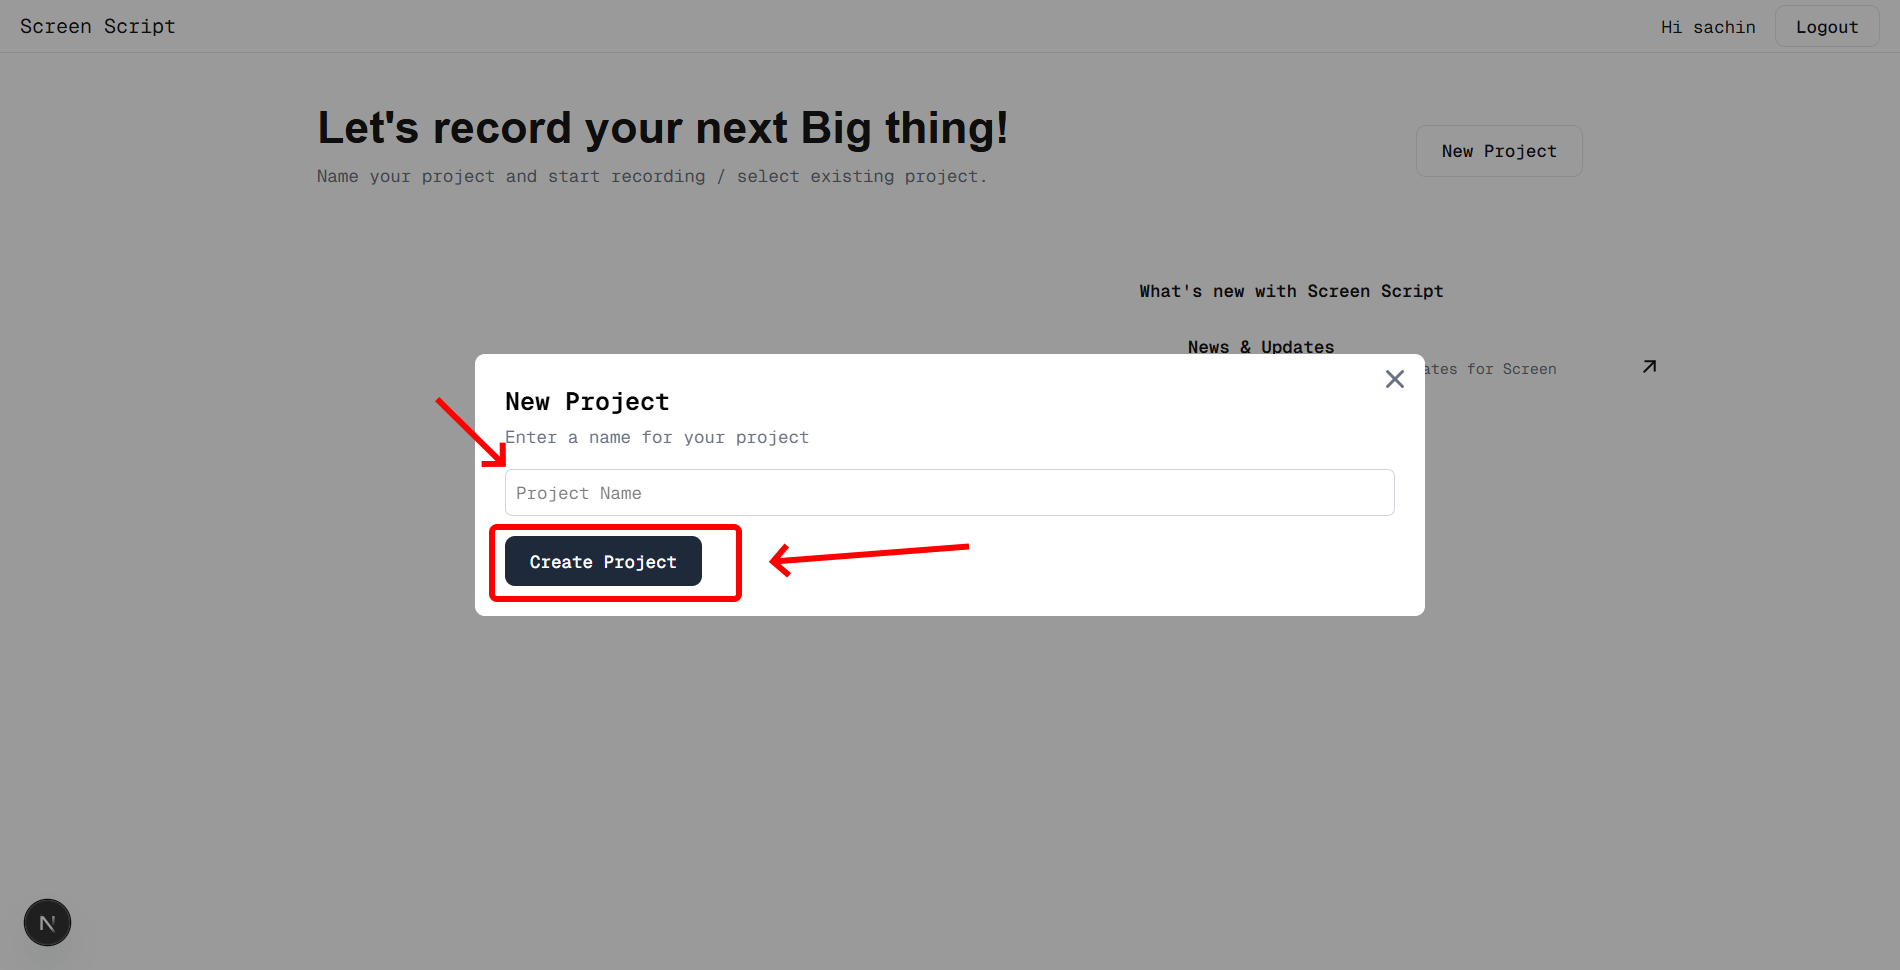 Screen Script
Hi sachin
Logout
Let's record your next Big thing!
Name your project and start recording / select existing project.
New Project
What's new with Screen Script
News & Updates
ates for Screen
New Project
Enter a name for your project
Project Name
Create Project
N